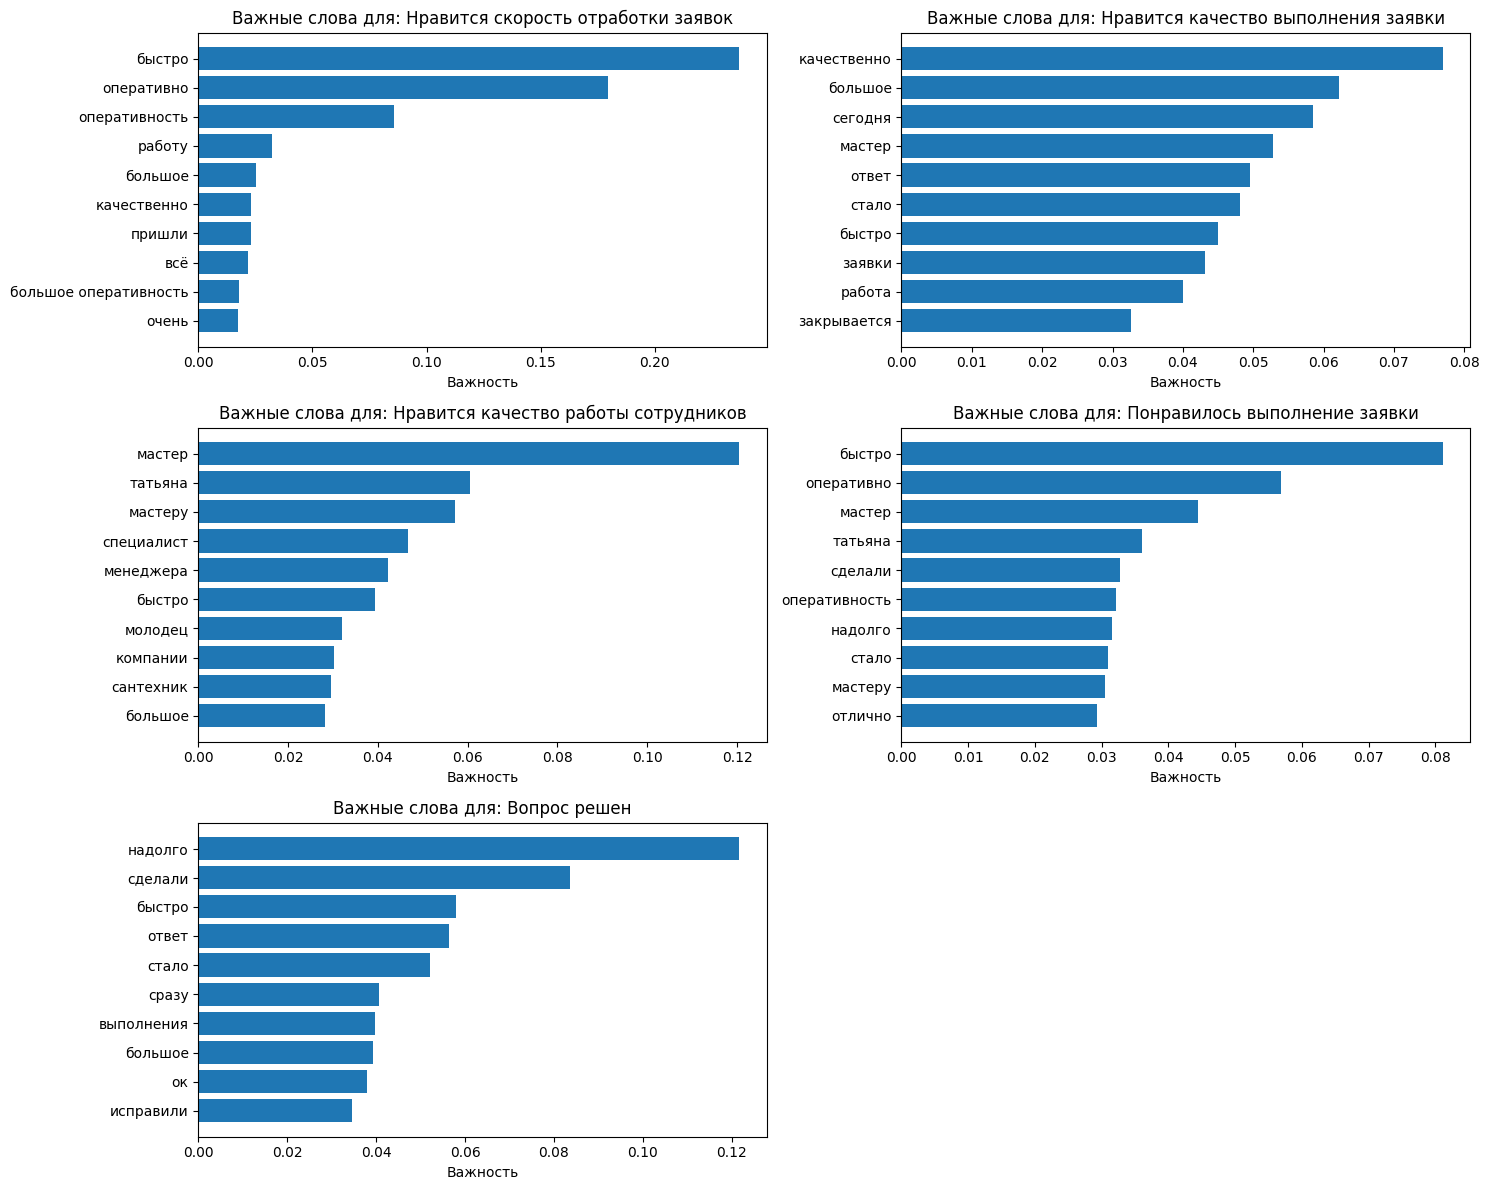 Важные слова для: Нравится скорость отработки заявок
быстро
оперативно
оперативность
работу
большое
качественно
пришли
всё
большое оперативность
очень
0.00 0.05 0.10 0.15 0.20
Важность
Важные слова для: Нравится качество выполнения заявки
качественно
большое
сегодня
мастер
ответ
стало
быстро
заявки
работа
закрывается
0.00 0.01 0.02 0.03 0.04 0.05 0.06 0.07 0.08
Важность
Важные слова для: Нравится качество работы сотрудников
мастер
татьяна
мастеру
специалист
менеджера
быстро
молодец
компании
сантехник
большое
0.00 0.02 0.04 0.06 0.08 0.10 0.12
Важность
Важные слова для: Понравилось выполнение заявки
быстро
оперативно
мастер
татьяна
сделали
оперативность
надолго
стало
мастеру
отлично
0.00 0.01 0.02 0.03 0.04 0.05 0.06 0.07 0.08
Важность
Важные слова для: Вопрос решен
надолго
сделали
быстро
ответ
стало
сразу
выполнения
большое
ок
исправили
0.00 0.02 0.04 0.06 0.08 0.10 0.12
Важность